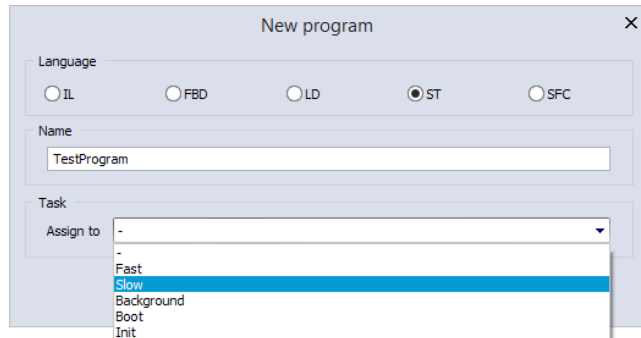 New program
Language
IL FBD LD ST SFC
Name
TestProgram
Task
Assign to -
-
Fast
Slow
Background
Boot
Init